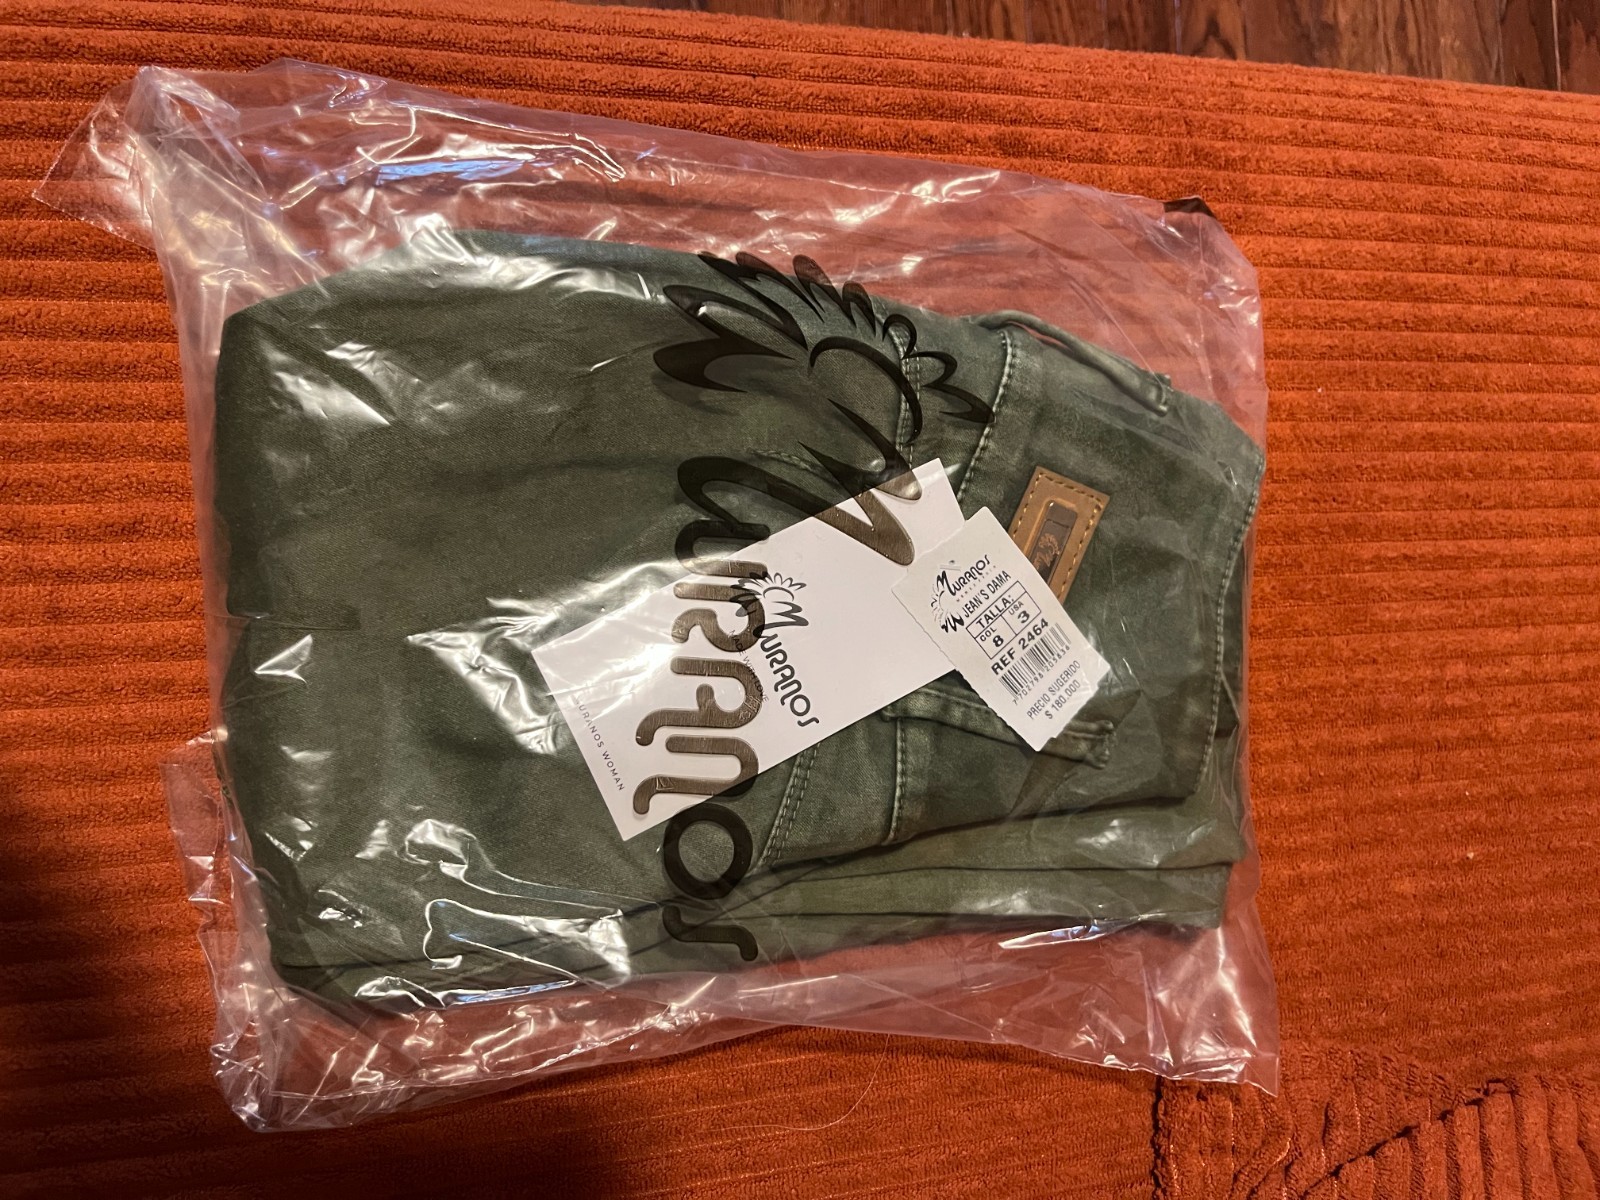 Muranos
Muranos
MURANOS WOMAN
Muranos
JEAN'S DAMA
TALLA:
COL USA
8 3
REF 2464
PRECIO SUGERIDO
$ 180.000